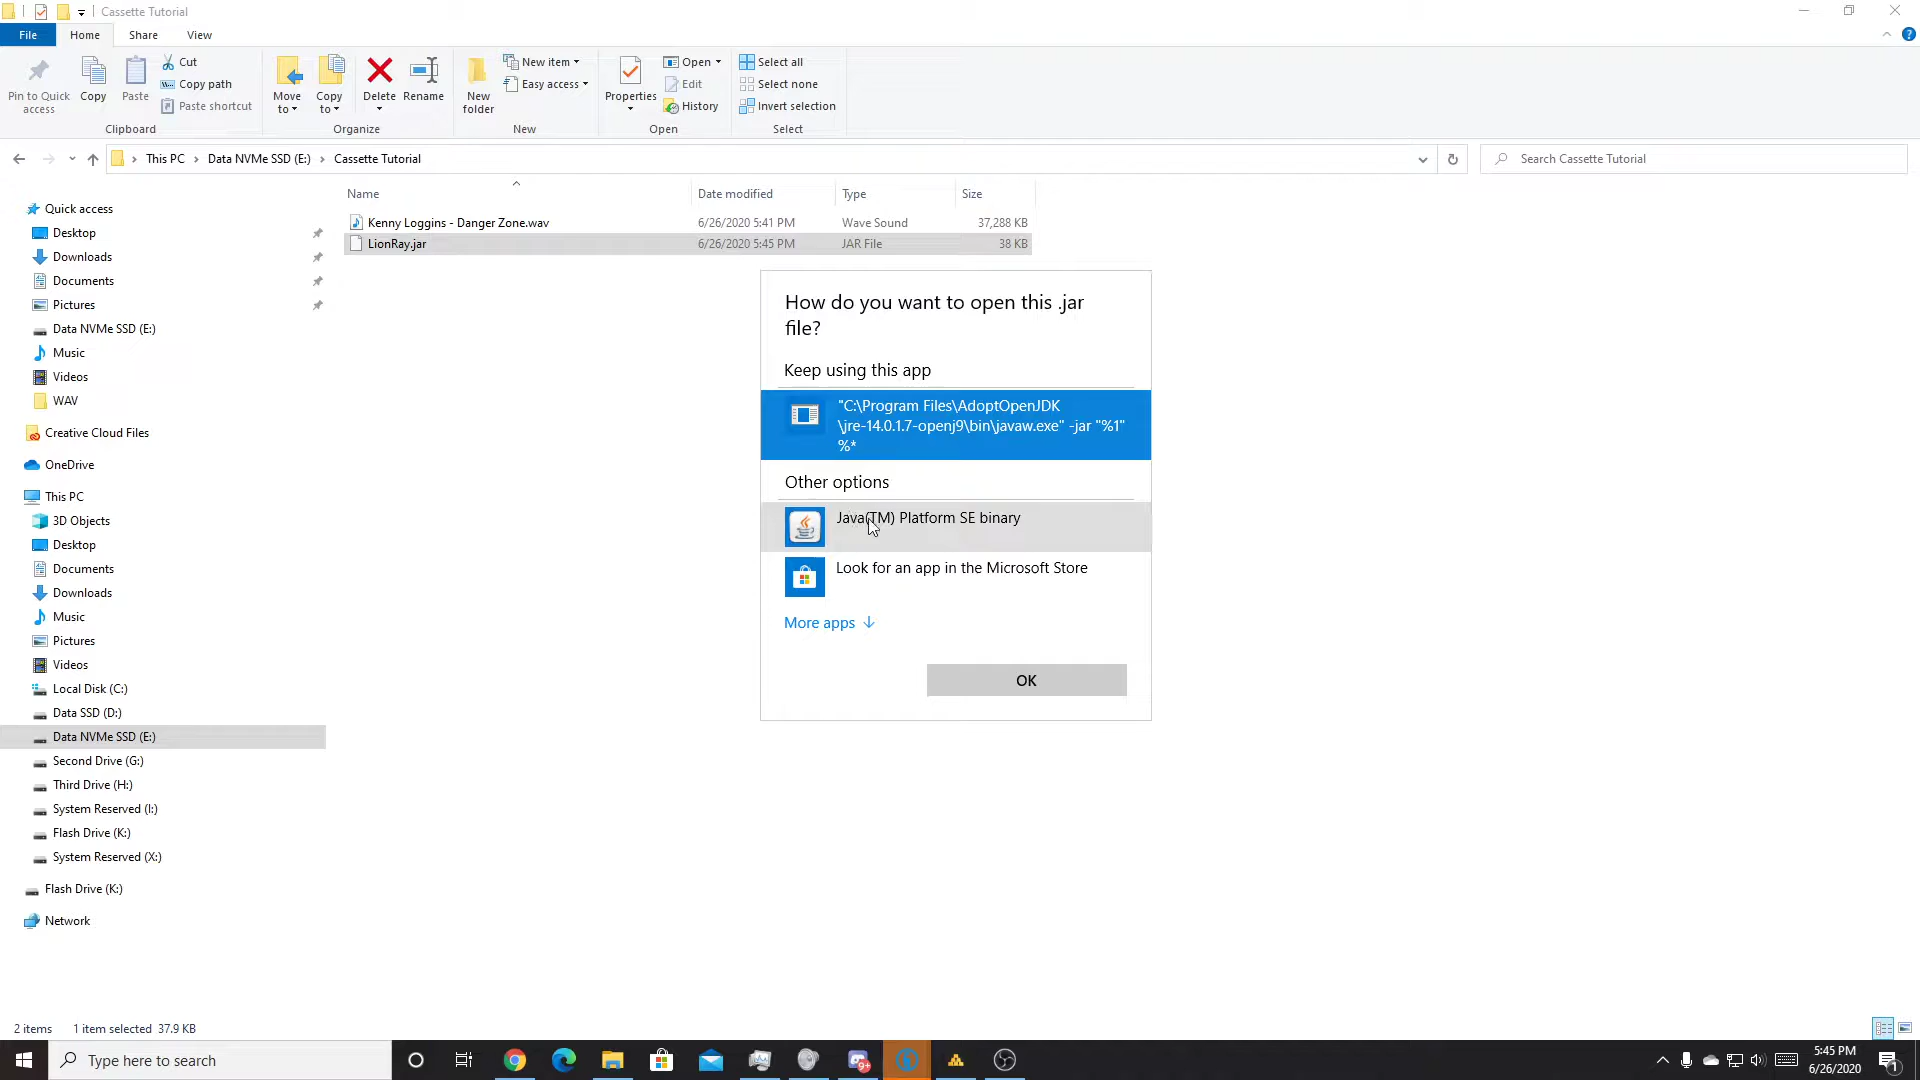 Cassette Tutorial
File
Home
Share
View
Pin to Quick
access
Copy
Paste
Cut
Copy path
Paste shortcut
Clipboard
Move
to
Copy
to
Delete
Rename
Organize
New
folder
New item
Easy access
New
Properties
Open
Edit
History
Open
Select all
Select none
Invert selection
Select
This PC > Data NVMe SSD (E:) > Cassette Tutorial
Search Cassette Tutorial
Name
Date modified
Type
Size
Kenny Loggins - Danger Zone.wav 6/26/2020 5:41 PM Wave Sound 37,288 KB
LionRay.jar 6/26/2020 5:45 PM JAR File 38 KB
Quick access
Desktop
Downloads
Documents
Pictures
Data NVMe SSD (E:)
Music
Videos
WAV
Creative Cloud Files
OneDrive
This PC
3D Objects
Desktop
Documents
Downloads
Music
Pictures
Videos
Local Disk (C:)
Data SSD (D:)
Data NVMe SSD (E:)
Second Drive (G:)
Third Drive (H:)
System Reserved (I:)
Flash Drive (K:)
System Reserved (X:)
Flash Drive (K:)
Network
How do you want to open this .jar
file?
Keep using this app
"C:\Program Files\AdoptOpenJDK
\jre-14.0.1.7-openj9\bin\javaw.exe" -jar "%1"
%*
Other options
Java(TM) Platform SE binary
Look for an app in the Microsoft Store
More apps
OK
2 items
1 item selected 37.9 KB
Type here to search
9+
5:45 PM
6/26/2020
1